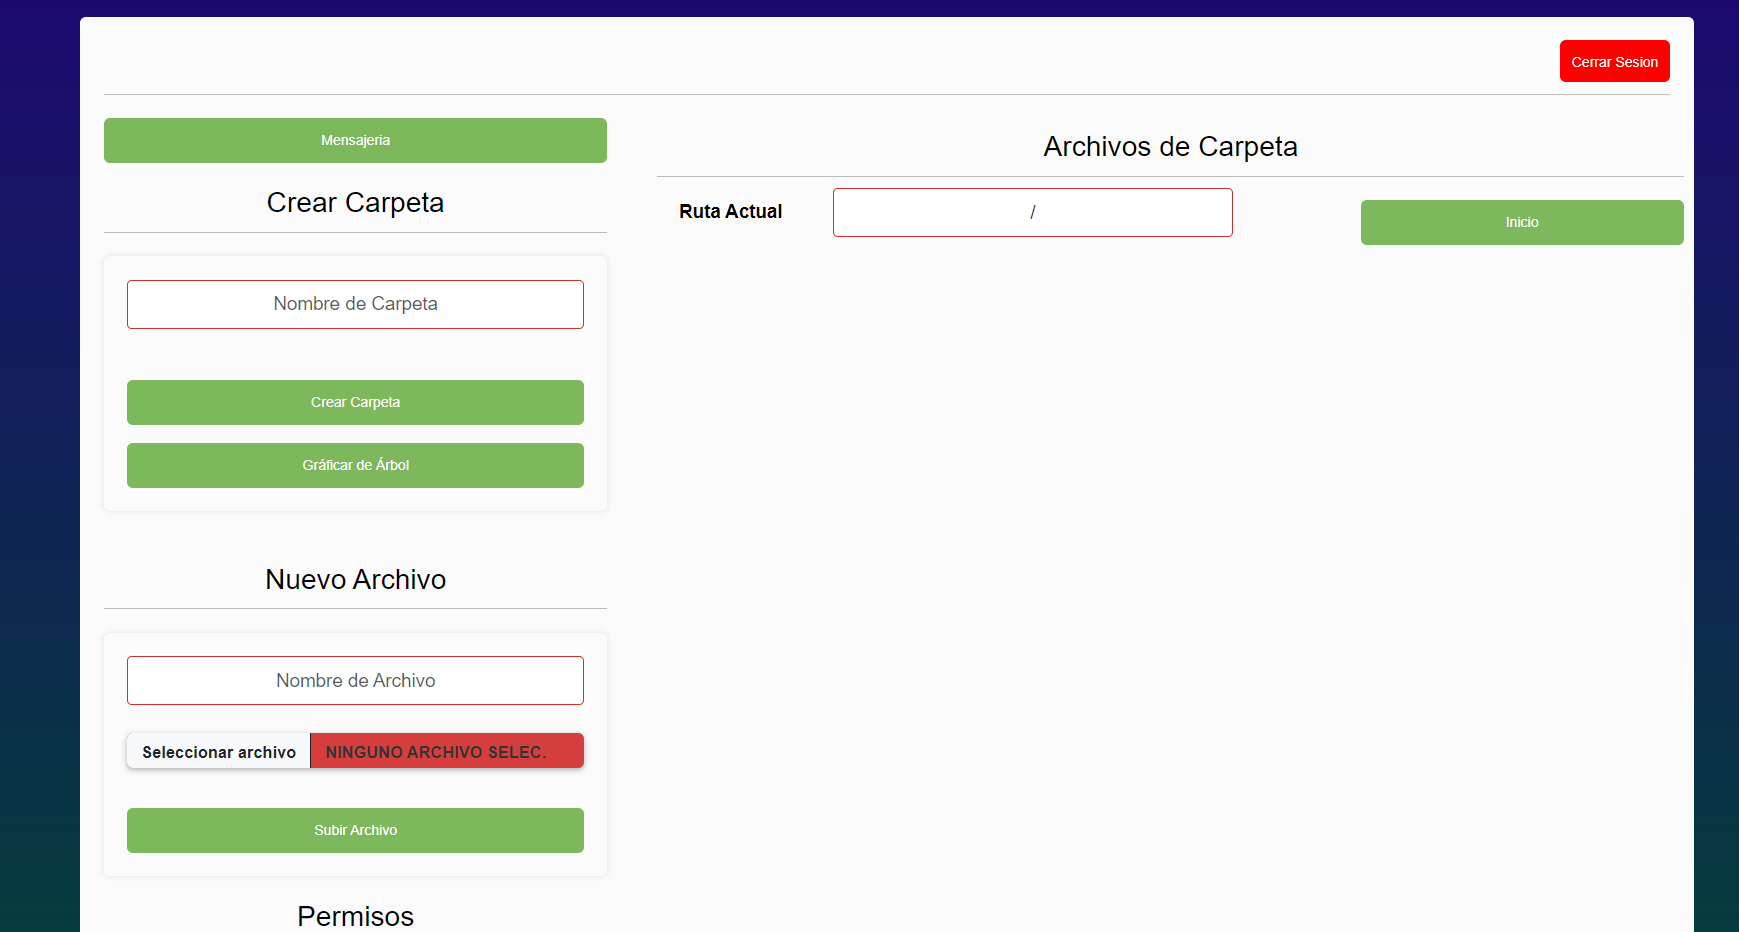 Cerrar Sesion
Mensajeria
Crear Carpeta
Nombre de Carpeta
Crear Carpeta
Gráficar de Árbol
Nuevo Archivo
Nombre de Archivo
Seleccionar archivo NINGUNO ARCHIVO SELEC.
Subir Archivo
Permisos
Archivos de Carpeta
Ruta Actual / Inicio